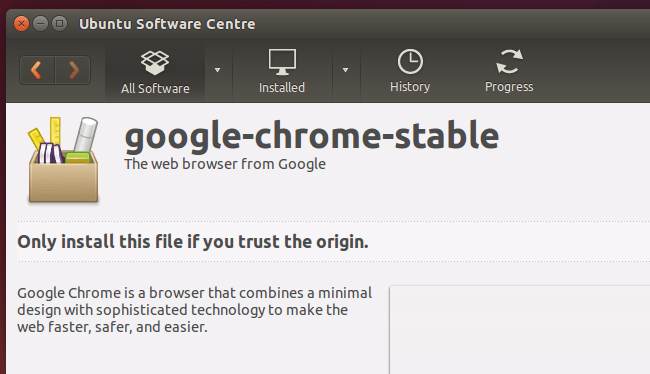 Ubuntu Software Centre
All Software
Installed
History
Progress
google-chrome-stable
The web browser from Google
Only install this file if you trust the origin.
Google Chrome is a browser that combines a minimal
design with sophisticated technology to make the
web faster, safer, and easier.